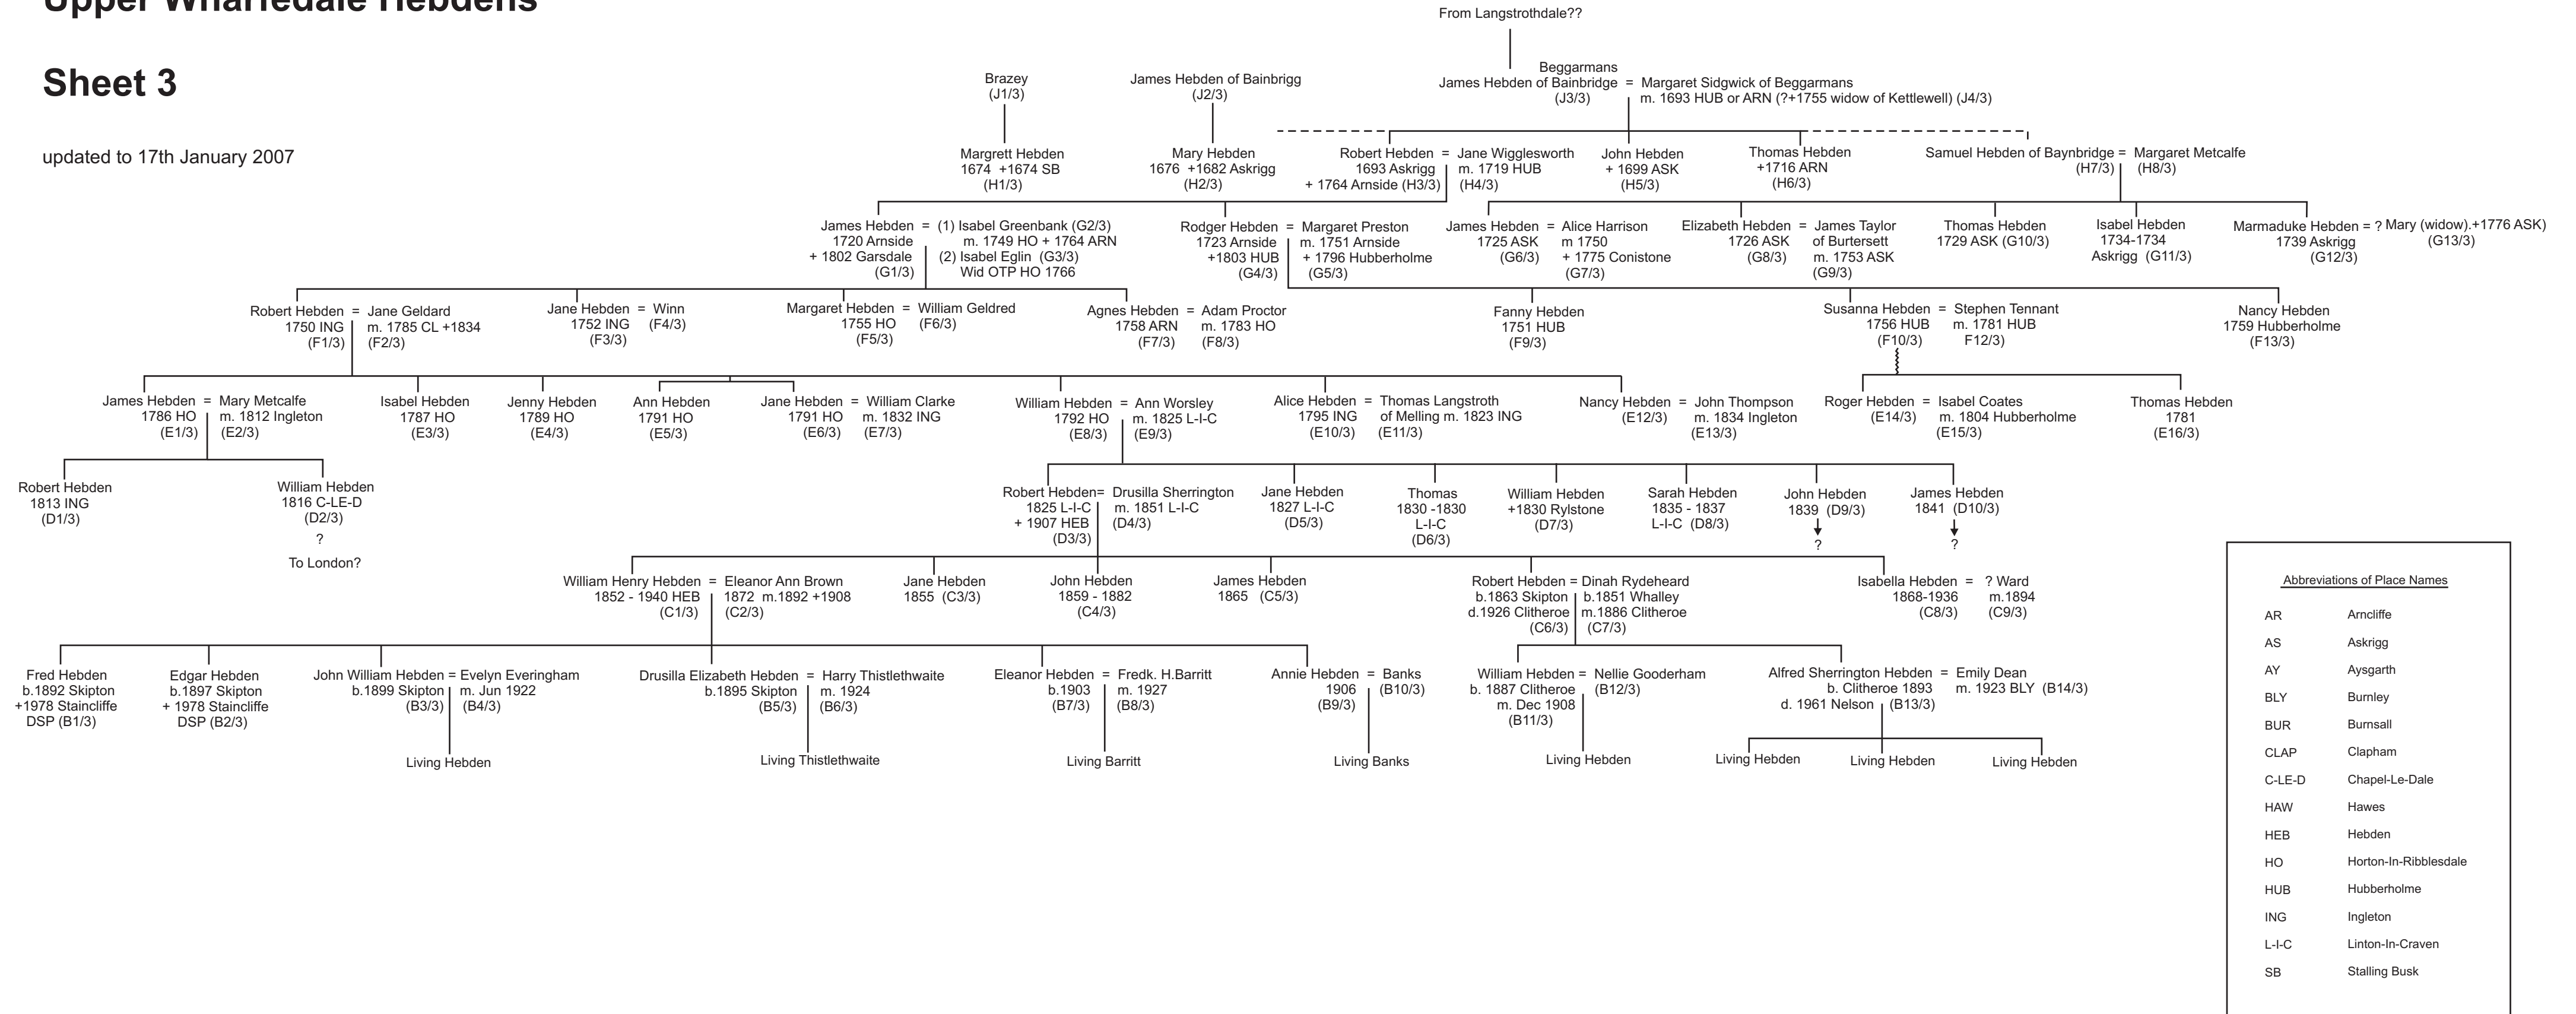 Upper Wharfedale Hebdens
Sheet 3
updated to 17th January 2007
From Langstrothdale??
Brazey
(J1/3)
James Hebden of Bainbrigg
(J2/3)
Beggarmans
James Hebden of Bainbridge = Margaret Sidgwick of Beggarmans
(J3/3) m. 1693 HUB or ARN (?+1755 widow of Kettlewell) (J4/3)
Margrett Hebden
1674 +1674 SB
(H1/3)
Mary Hebden
1676 +1682 Askrigg
(H2/3)
Robert Hebden = Jane Wigglesworth
1693 Askrigg m. 1719 HUB
+ 1764 Arnside (H3/3) (H4/3)
John Hebden
+ 1699 ASK
(H5/3)
Thomas Hebden
+1716 ARN
(H6/3)
Samuel Hebden of Baynbridge = Margaret Metcalfe
(H7/3) (H8/3)
James Hebden = (1) Isabel Greenbank (G2/3)
1720 Arnside m. 1749 HO + 1764 ARN
+ 1802 Garsdale (2) Isabel Eglin (G3/3)
(G1/3) Wid OTP HO 1766
Rodger Hebden = Margaret Preston
1723 Arnside m. 1751 Arnside
+1803 HUB + 1796 Hubberholme
(G4/3) (G5/3)
James Hebden = Alice Harrison
1725 ASK m 1750
(G6/3) + 1775 Conistone
(G7/3)
Elizabeth Hebden = James Taylor
1726 ASK of Burtersett
(G8/3) m. 1753 ASK
(G9/3)
Thomas Hebden
1729 ASK (G10/3)
Isabel Hebden
1734-1734
Askrigg (G11/3)
Marmaduke Hebden = ? Mary (widow).+1776 ASK)
1739 Askrigg (G13/3)
(G12/3)
Robert Hebden = Jane Geldard
1750 ING m. 1785 CL +1834
(F1/3) (F2/3)
Jane Hebden = Winn
1752 ING (F4/3)
(F3/3)
Margaret Hebden = William Geldred
1755 HO (F6/3)
(F5/3)
Agnes Hebden = Adam Proctor
1758 ARN m. 1783 HO
(F7/3) (F8/3)
Fanny Hebden
1751 HUB
(F9/3)
Susanna Hebden = Stephen Tennant
1756 HUB m. 1781 HUB
(F10/3) F12/3)
Nancy Hebden
1759 Hubberholme
(F13/3)
James Hebden = Mary Metcalfe
1786 HO m. 1812 Ingleton
(E1/3) (E2/3)
Isabel Hebden
1787 HO
(E3/3)
Jenny Hebden
1789 HO
(E4/3)
Ann Hebden
1791 HO
(E5/3)
Jane Hebden = William Clarke
1791 HO m. 1832 ING
(E6/3) (E7/3)
William Hebden = Ann Worsley
1792 HO m. 1825 L-I-C
(E8/3) (E9/3)
Alice Hebden = Thomas Langstroth
1795 ING of Melling m. 1823 ING
(E10/3) (E11/3)
Nancy Hebden = John Thompson
(E12/3) m. 1834 Ingleton
(E13/3)
Roger Hebden = Isabel Coates
(E14/3) m. 1804 Hubberholme
(E15/3)
Thomas Hebden
1781
(E16/3)
Robert Hebden
1813 ING
(D1/3)
William Hebden
1816 C-LE-D
(D2/3)
?
To London?
Robert Hebden= Drusilla Sherrington
1825 L-I-C m. 1851 L-I-C
+ 1907 HEB (D4/3)
(D3/3)
Jane Hebden
1827 L-I-C
(D5/3)
Thomas
1830 -1830
L-I-C
(D6/3)
William Hebden
+1830 Rylstone
(D7/3)
Sarah Hebden
1835 - 1837
L-I-C (D8/3)
John Hebden
1839 (D9/3)
?
James Hebden
1841 (D10/3)
?
William Henry Hebden = Eleanor Ann Brown
1852 - 1940 HEB 1872 m.1892 +1908
(C1/3) (C2/3)
Jane Hebden
1855 (C3/3)
John Hebden
1859 - 1882
(C4/3)
James Hebden
1865 (C5/3)
Robert Hebden = Dinah Rydeheard
b.1863 Skipton b.1851 Whalley
d.1926 Clitheroe m.1886 Clitheroe
(C6/3) (C7/3)
Isabella Hebden = ? Ward
1868-1936 m.1894
(C8/3) (C9/3)
Fred Hebden
b.1892 Skipton
+1978 Staincliffe
DSP (B1/3)
Edgar Hebden
b.1897 Skipton
+ 1978 Staincliffe
DSP (B2/3)
John William Hebden = Evelyn Everingham
b.1899 Skipton m. Jun 1922
(B3/3) (B4/3)
Drusilla Elizabeth Hebden = Harry Thistlethwaite
b.1895 Skipton m. 1924
(B5/3) (B6/3)
Eleanor Hebden = Fredk. H.Barritt
b.1903 m. 1927
(B7/3) (B8/3)
Annie Hebden = Banks
1906 (B10/3)
(B9/3)
William Hebden = Nellie Gooderham
b. 1887 Clitheroe (B12/3)
m. Dec 1908
(B11/3)
Alfred Sherrington Hebden = Emily Dean
b. Clitheroe 1893 m. 1923 BLY (B14/3)
d. 1961 Nelson (B13/3)
Living Hebden
Living Thistlethwaite
Living Barritt
Living Banks
Living Hebden
Living Hebden
Living Hebden
Living Hebden
Abbreviations of Place Names
AR Arncliffe
AS Askrigg
AY Aysgarth
BLY Burnley
BUR Burnsall
CLAP Clapham
C-LE-D Chapel-Le-Dale
HAW Hawes
HEB Hebden
HO Horton-In-Ribblesdale
HUB Hubberholme
ING Ingleton
L-I-C Linton-In-Craven
SB Stalling Busk